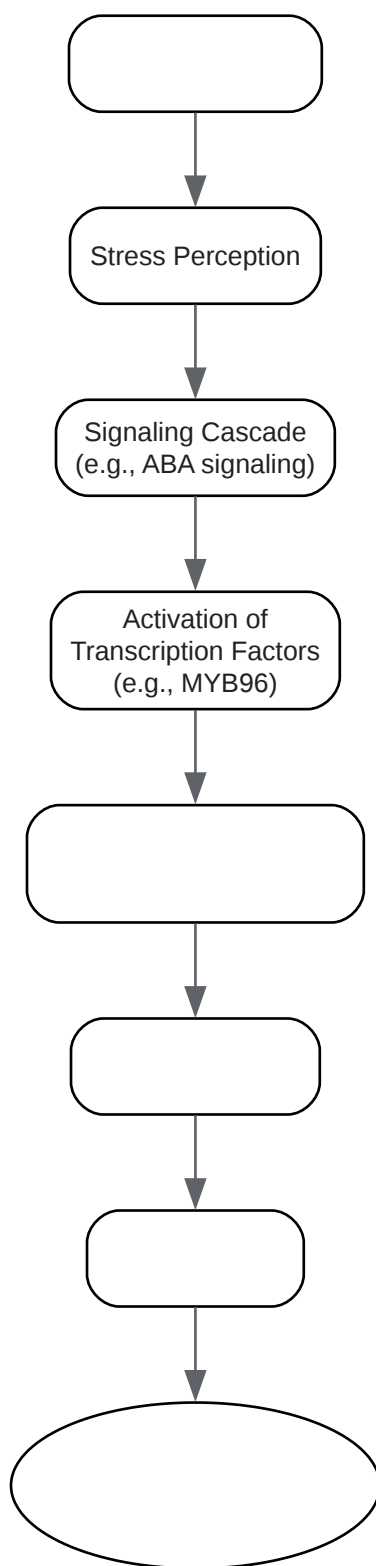 Stress Perception
Signaling Cascade
(e.g., ABA signaling)
Activation of
Transcription Factors
(e.g., MYB96)